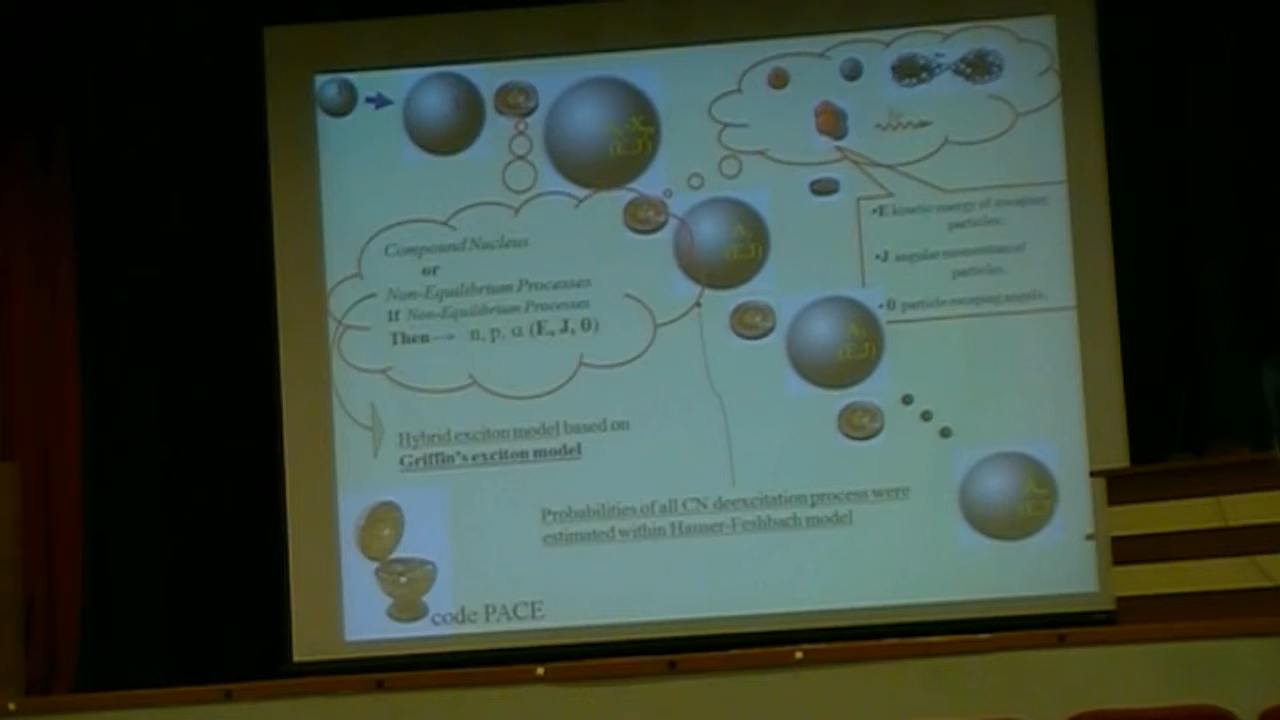 Compound Nucleus
or
Non-Equilibrium Processes
If Non-Equilibrium Processes
Then → n, p, α (E, J, θ)
Hybrid exciton model based on
Griffin's exciton model
Probabilities of all CN deexcitation process were
estimated within Hauser-Feshbach model
code PACE
•E kinetic energy of
particles.
•J angular momentum of
particles.
•θ particle escaping angels.
(E,J)
(E,J)
(E,J)